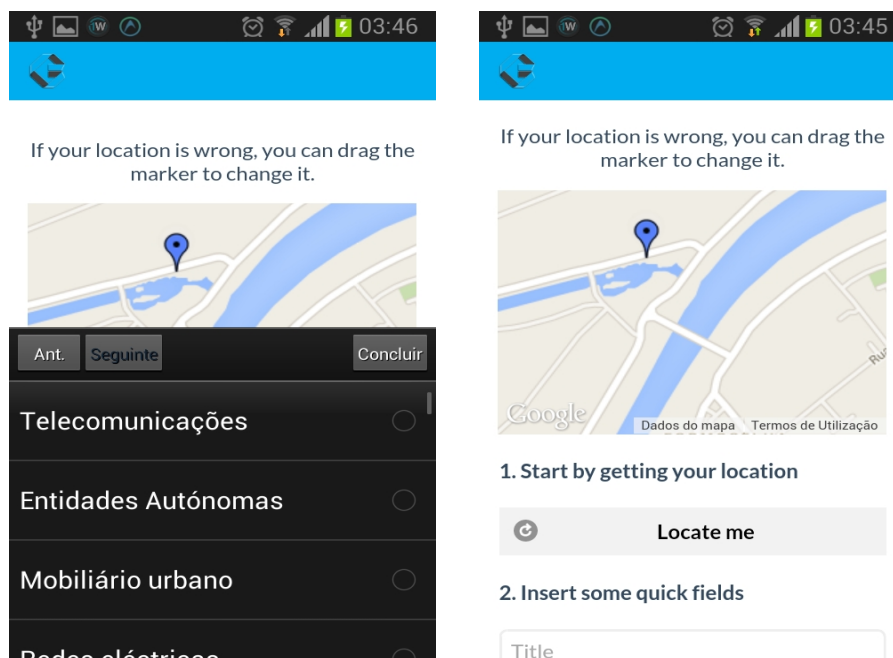 03:46
If your location is wrong, you can drag the
marker to change it.
Ant.
Seguinte
Concluir
Telecomunicações
Entidades Autónomas
Mobiliário urbano
Redes eléctricas
03:45
If your location is wrong, you can drag the
marker to change it.
Google
Dados do mapa
Termos de Utilização
1. Start by getting your location
Locate me
2. Insert some quick fields
Title